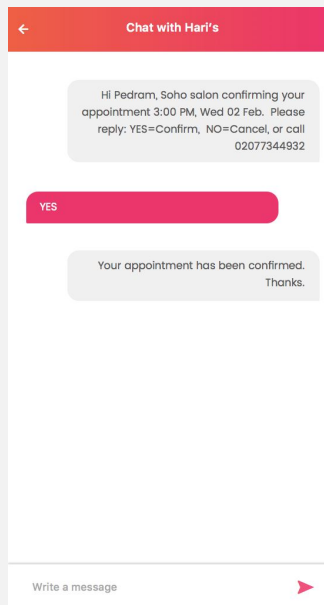 Chat with Hari's
Hi Pedram, Soho salon confirming your
appointment 3:00 PM, Wed 02 Feb. Please
reply: YES=Confirm, NO=Cancel, or call
02077344932
YES
Your appointment has been confirmed.
Thanks.
Write a message